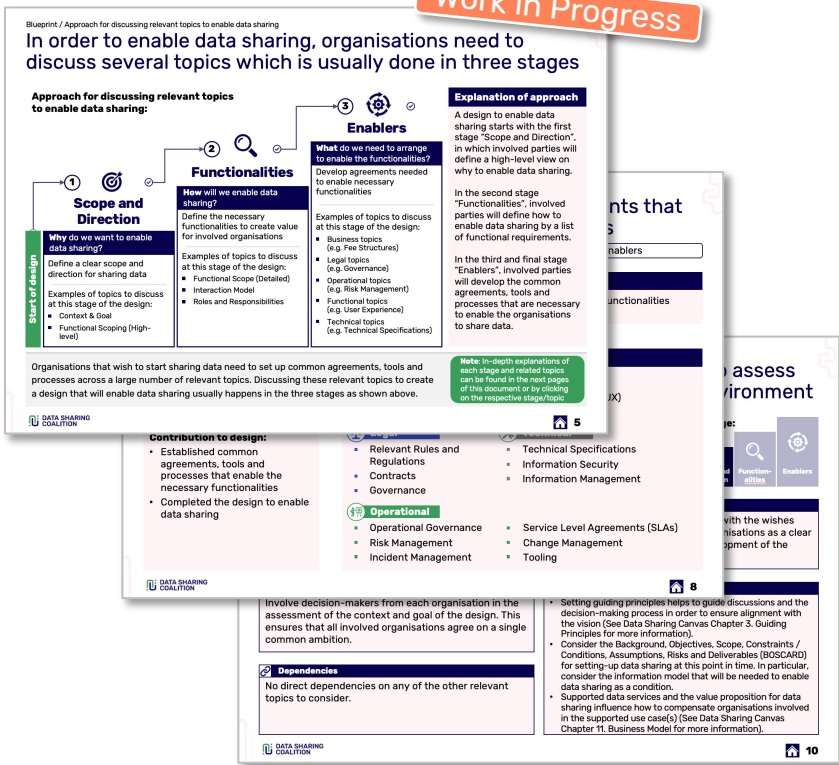 Work in Progress
Blueprint / Approach for discussing relevant topics to enable data sharing
In order to enable data sharing, organisations need to
discuss several topics which is usually done in three stages
Approach for discussing relevant topics
to enable data sharing:
Start of design
1
Scope and
Direction
Why do we want to enable
data sharing?
Define a clear scope and
direction for sharing data
Examples of topics to discuss
at this stage of the design:
Context & Goal
Functional Scoping (High-
level)
2
Functionalities
How will we enable data
sharing?
Define the necessary
functionalities to create value
for involved organisations
Examples of topics to discuss
at this stage of the design:
Functional Scope (Detailed)
Interaction Model
Roles and Responsibilities
3
Enablers
What do we need to arrange
to enable the functionalities?
Develop agreements needed
to enable necessary
functionalities
Examples of topics to discuss
at this stage of the design:
Business topics
(e.g. Fee Structures)
Legal topics
(e.g. Governance)
Operational topics
(e.g. Risk Management)
Functional topics
(e.g. User Experience)
Technical topics
(e.g. Technical Specifications)
Explanation of approach
A design to enable data
sharing starts with the first
stage "Scope and Direction",
in which involved parties will
define a high-level view on
why to enable data sharing.
In the second stage
"Functionalities", involved
parties will define how to
enable data sharing by a list
of functional requirements.
In the third and final stage
"Enablers", involved parties
will develop the common
agreements, tools and
processes that are necessary
to enable the organisations
to share data.
Organisations that wish to start sharing data need to set up common agreements, tools and
processes across a large number of relevant topics. Discussing these relevant topics to create
a design that will enable data sharing usually happens in the three stages as shown above.
Note: In-depth explanations of
each stage and related topics
can be found in the next pages
of this document or by clicking
on the respective stage/topic
DATA SHARING
COALITION
5
nts that
s
nablers
unctionalities
UX)
Contribution to design:
Established common
agreements, tools and
processes that enable the
necessary functionalities
Completed the design to enable
data sharing
Legal
Relevant Rules and
Regulations
Contracts
Governance
Technical
Technical Specifications
Information Security
Information Management
Operational
Operational Governance
Risk Management
Incident Management
Service Level Agreements (SLAs)
Change Management
Tooling
DATA SHARING
COALITION
8
assess
vironment
ge:
Function-
alities
Enablers
with the wishes
nisations as a clear
opment of the
Involve decision-makers from each organisation in the
assessment of the context and goal of the design. This
ensures that all involved organisations agree on a single
common ambition.
Dependencies
No direct dependencies on any of the other relevant
topics to consider.
Setting guiding principles helps to guide discussions and the
decision-making process in order to ensure alignment with
the vision (See Data Sharing Canvas Chapter 3. Guiding
Principles for more information).
Consider the Background, Objectives, Scope, Constraints /
Conditions, Assumptions, Risks and Deliverables (BOSCARD)
for setting-up data sharing at this point in time. In particular,
consider the information model that will be needed to enable
data sharing as a condition.
Supported data services and the value proposition for data
sharing influence how to compensate organisations involved
in the supported use case(s) (See Data Sharing Canvas
Chapter 11. Business Model for more information).
DATA SHARING
COALITION
10